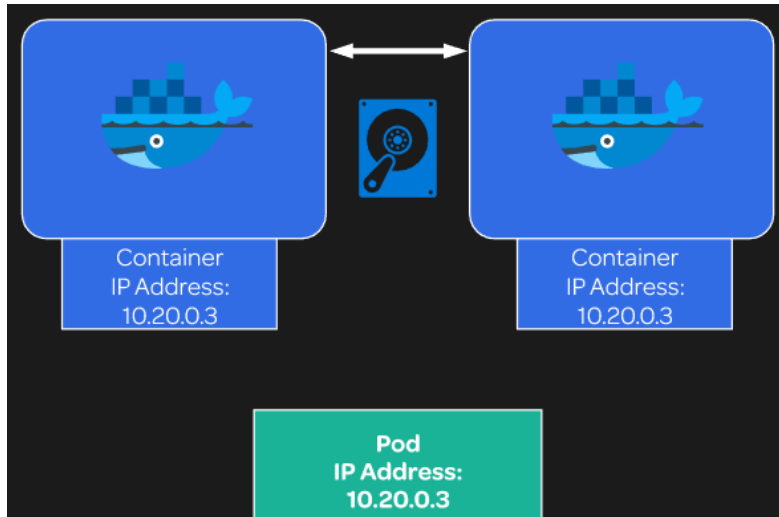 Container
IP Address:
10.20.0.3
Container
IP Address:
10.20.0.3
Pod
IP Address:
10.20.0.3